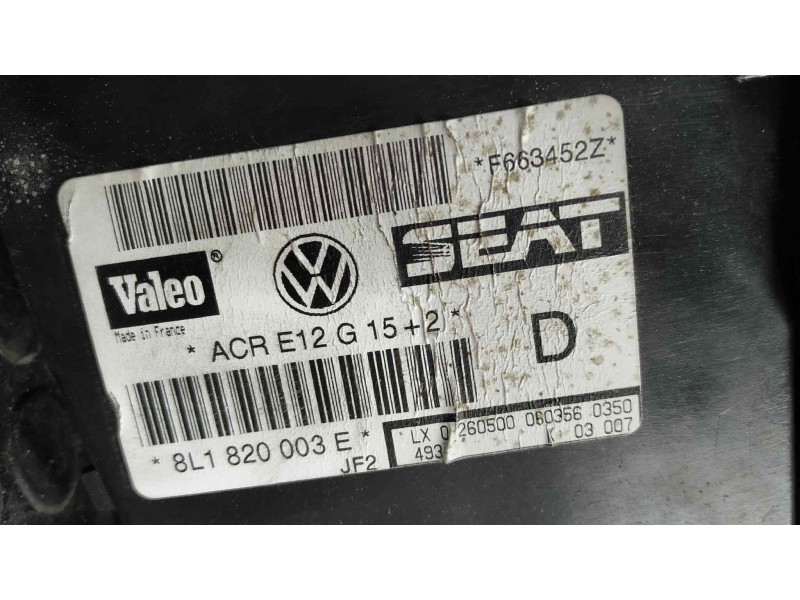 *F663452Z*
Valeo®
SEAT
Made in France
* ACR E12 G 15+2 *
D
* 8L1 820 003 E *
JF2
LX 0 260500 060356 0350
493 K 03 007